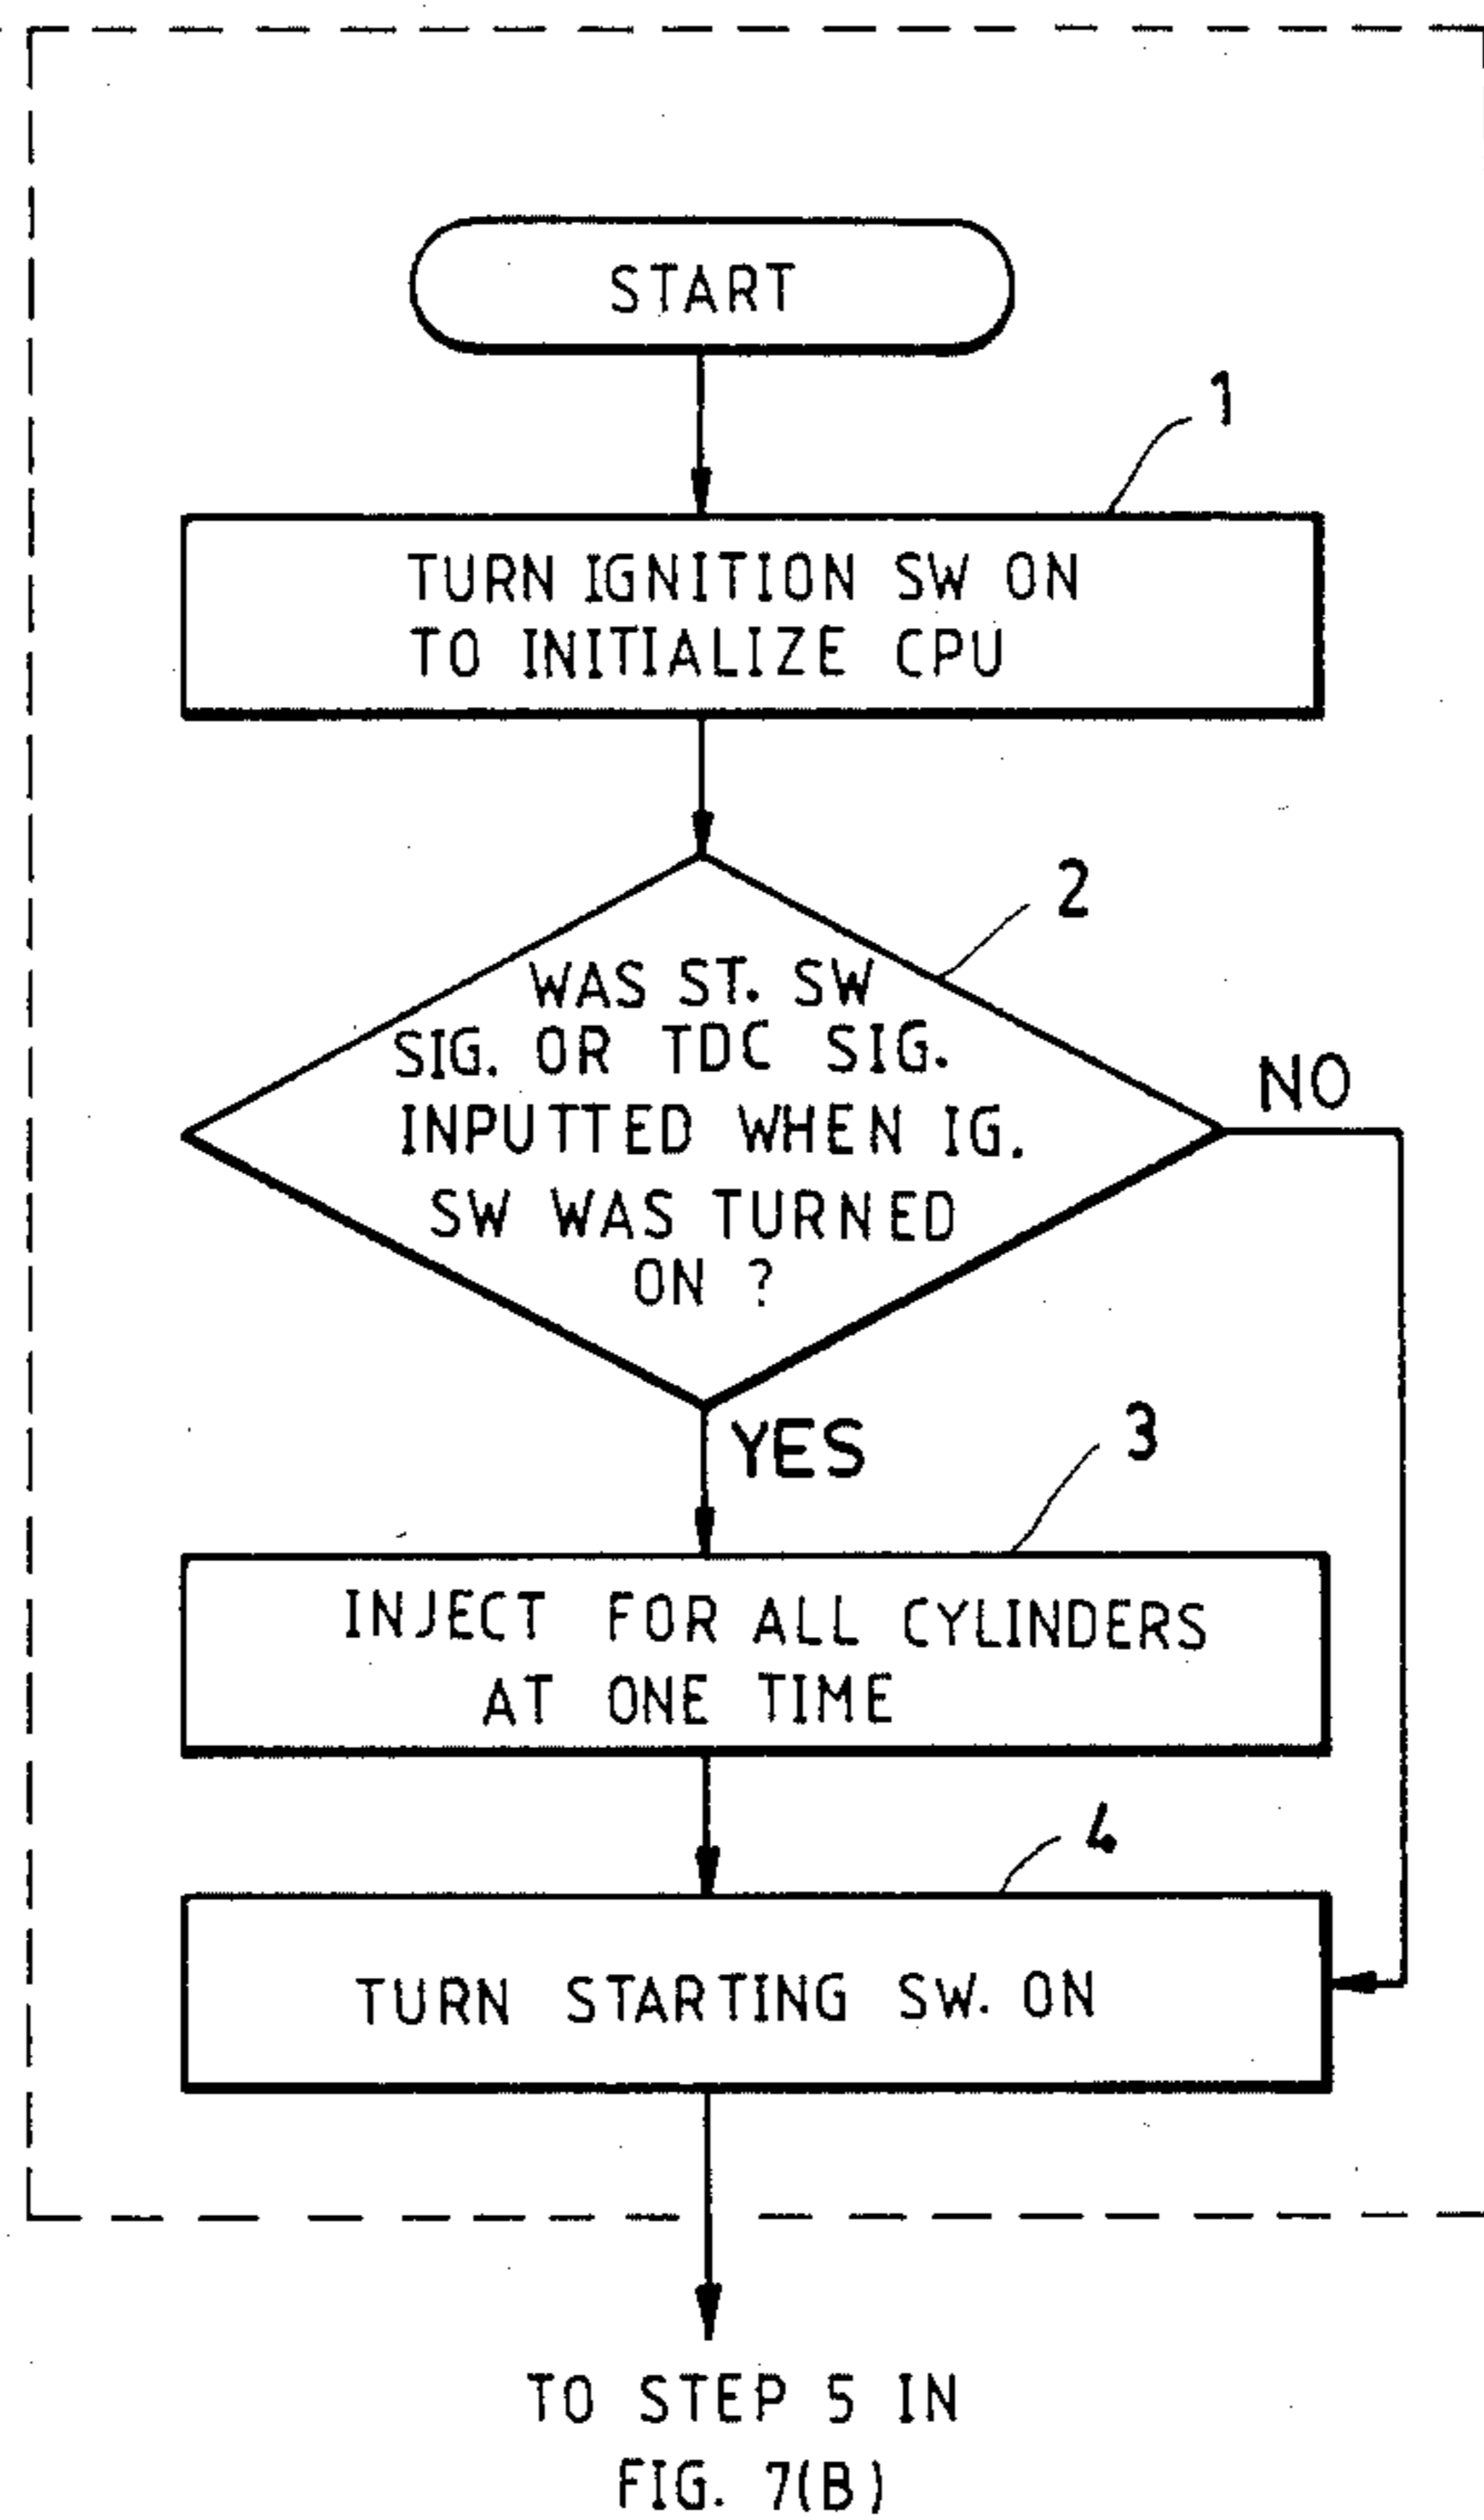 START
1
TURN IGNITION SW ON
TO INITIALIZE CPU
2
WAS ST. SW
SIG. OR TDC SIG.
INPUTTED WHEN IG.
SW WAS TURNED
ON ?
NO
YES
3
INJECT FOR ALL CYLINDERS
AT ONE TIME
4
TURN STARTING SW. ON
TO STEP 5 IN
FIG. 7(B)